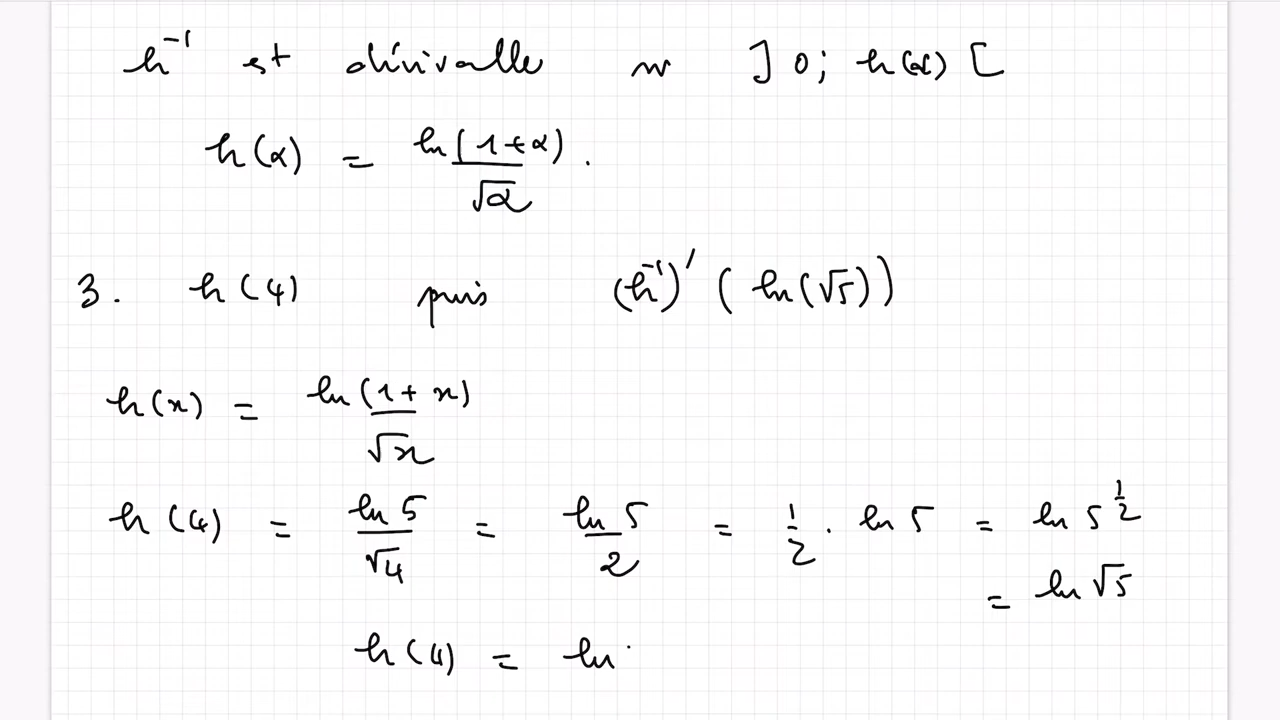 h⁻¹ est dérivable sur ] 0 ; h(α) [
h(α) = ln(1+α)/√α .
3. h(4) puis (h⁻¹)' ( ln(√5) )
h(x) = ln(1+x)/√x
h(4) = ln 5/√4 = ln 5/2 = 1/2 . ln 5 = ln 5^(1/2)
= ln √5
h(4) = ln